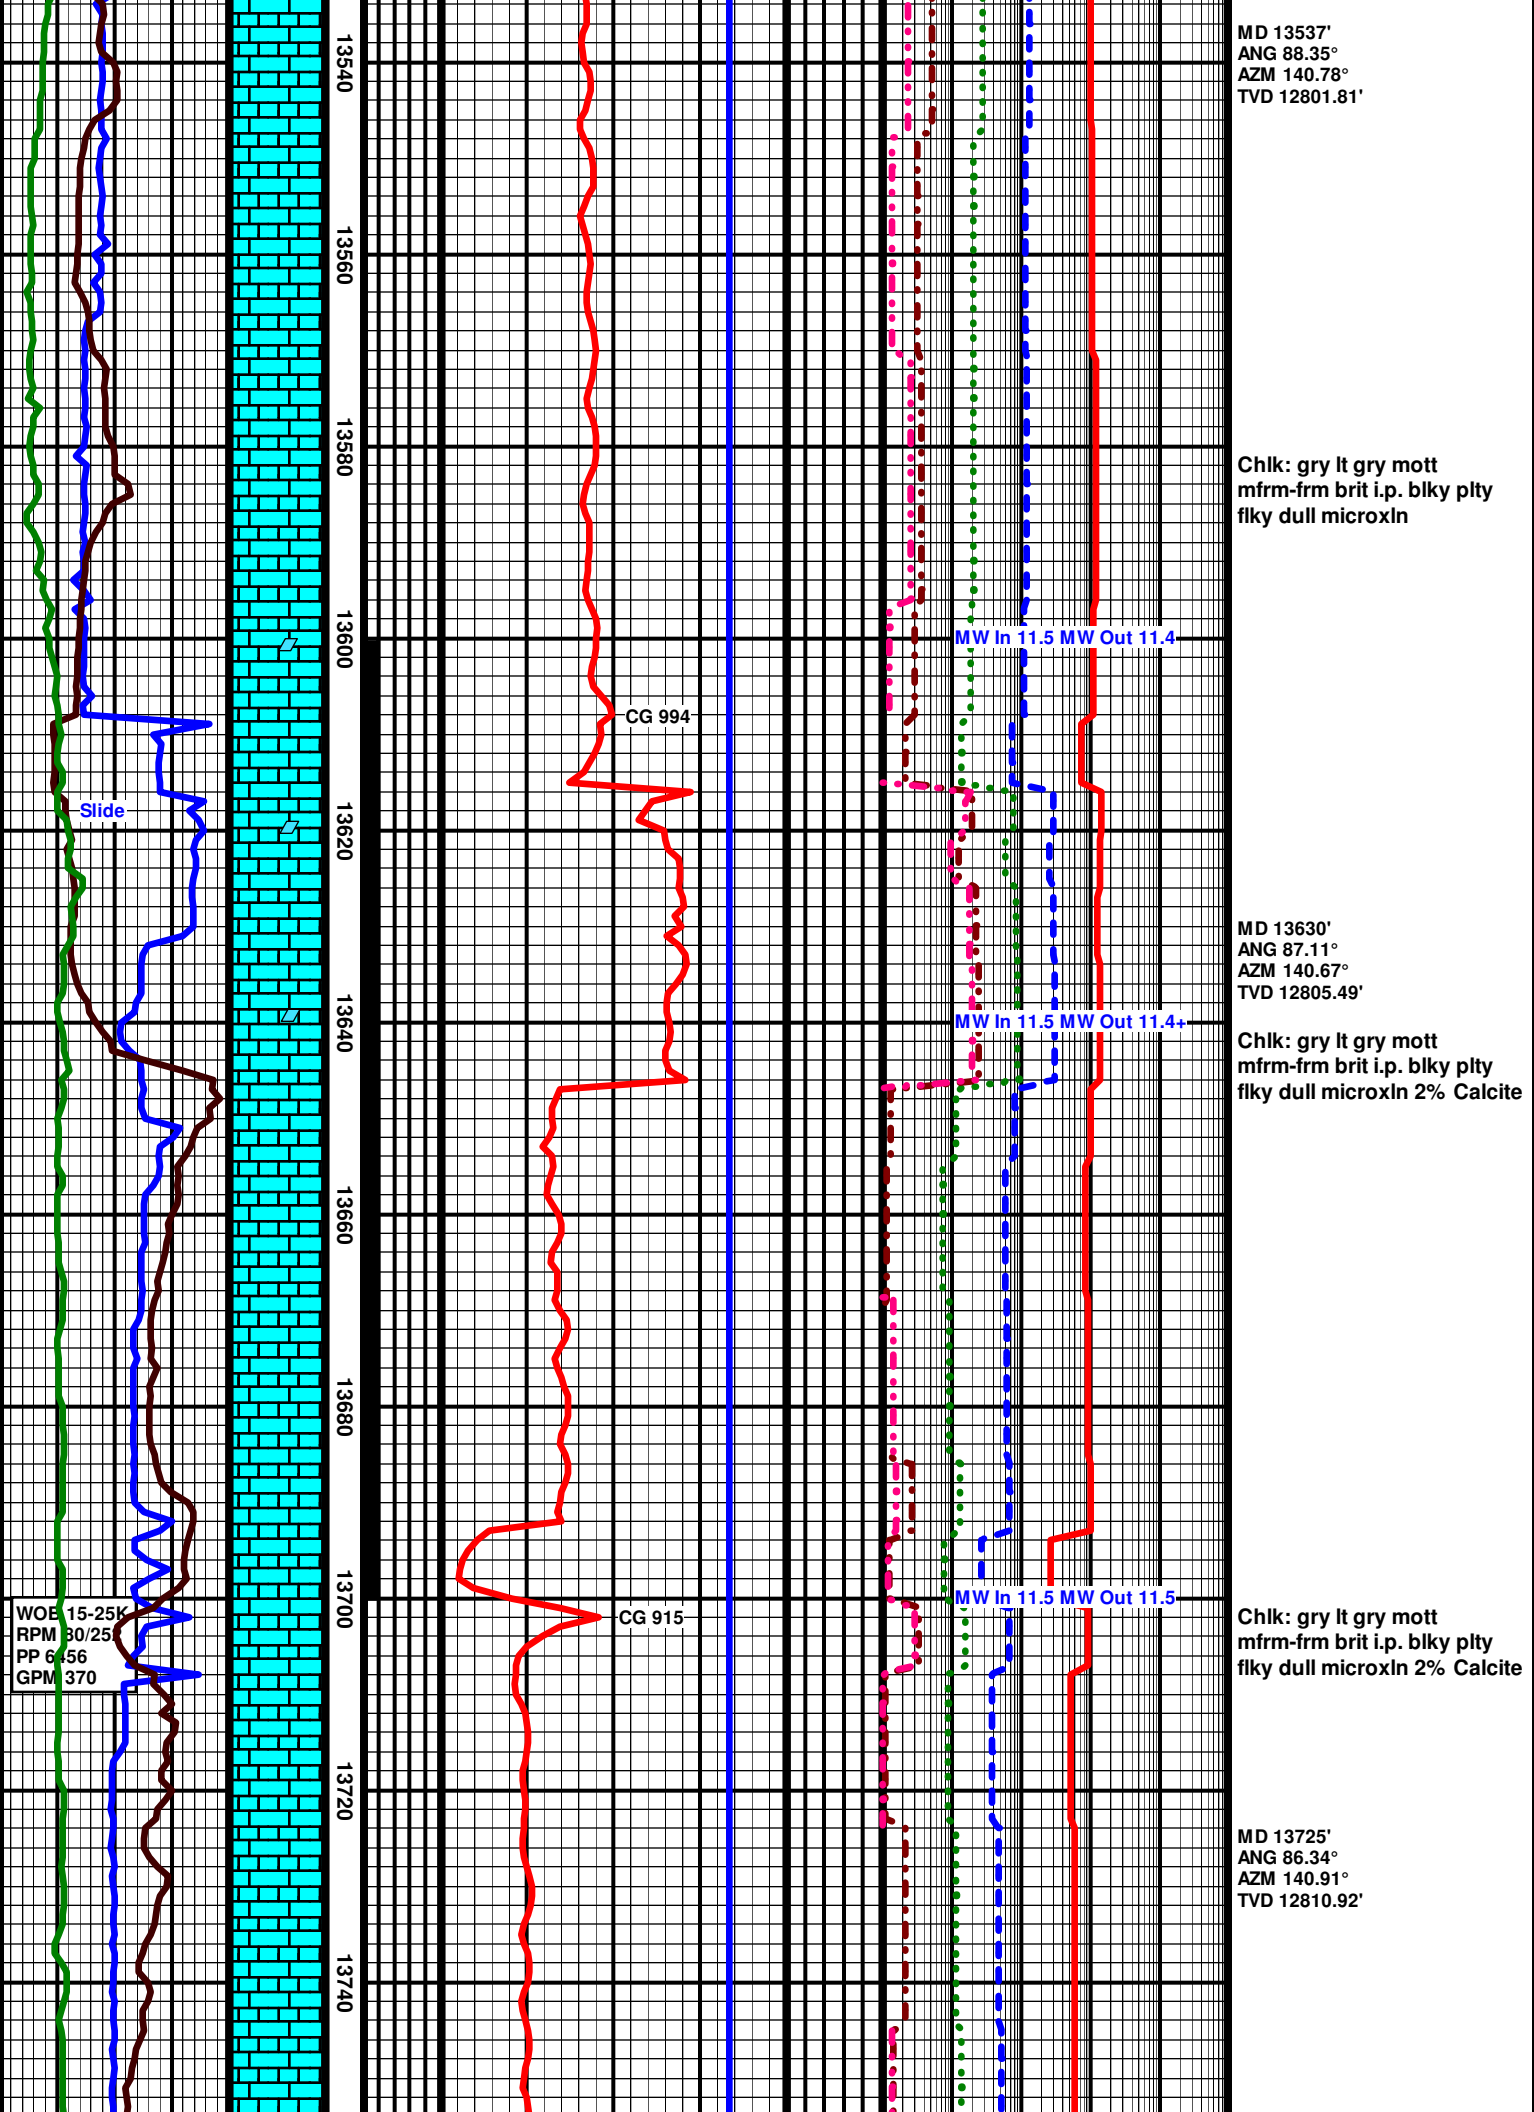 MD 13537'
ANG 88.35°
AZM 140.78°
TVD 12801.81'
13540
13560
13580
Chlk: gry lt gry mott
mfrm-frm brit i.p. blky plty
flky dull microxln
13600
MW In 11.5 MW Out 11.4
CG 994
Slide
13620
MD 13630'
ANG 87.11°
AZM 140.67°
TVD 12805.49'
13640
MW In 11.5 MW Out 11.4+
Chlk: gry lt gry mott
mfrm-frm brit i.p. blky plty
flky dull microxln 2% Calcite
13660
13680
13700
MW In 11.5 MW Out 11.5
WOB 15-25K
RPM
PP 6456
GPM 370
CG 915
Chlk: gry lt gry mott
mfrm-frm brit i.p. blky plty
flky dull microxln 2% Calcite
13720
MD 13725'
ANG 86.34°
AZM 140.91°
TVD 12810.92'
13740